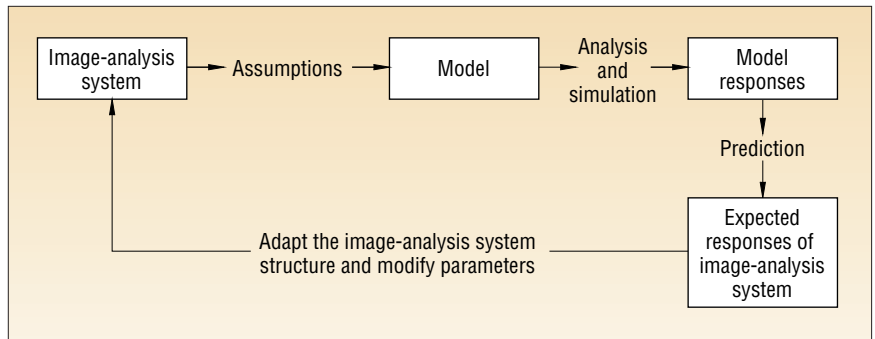 Image-analysis
system
Assumptions
Model
Analysis
and
simulation
Model
responses
Prediction
Expected
responses of
image-analysis
system
Adapt the image-analysis system
structure and modify parameters